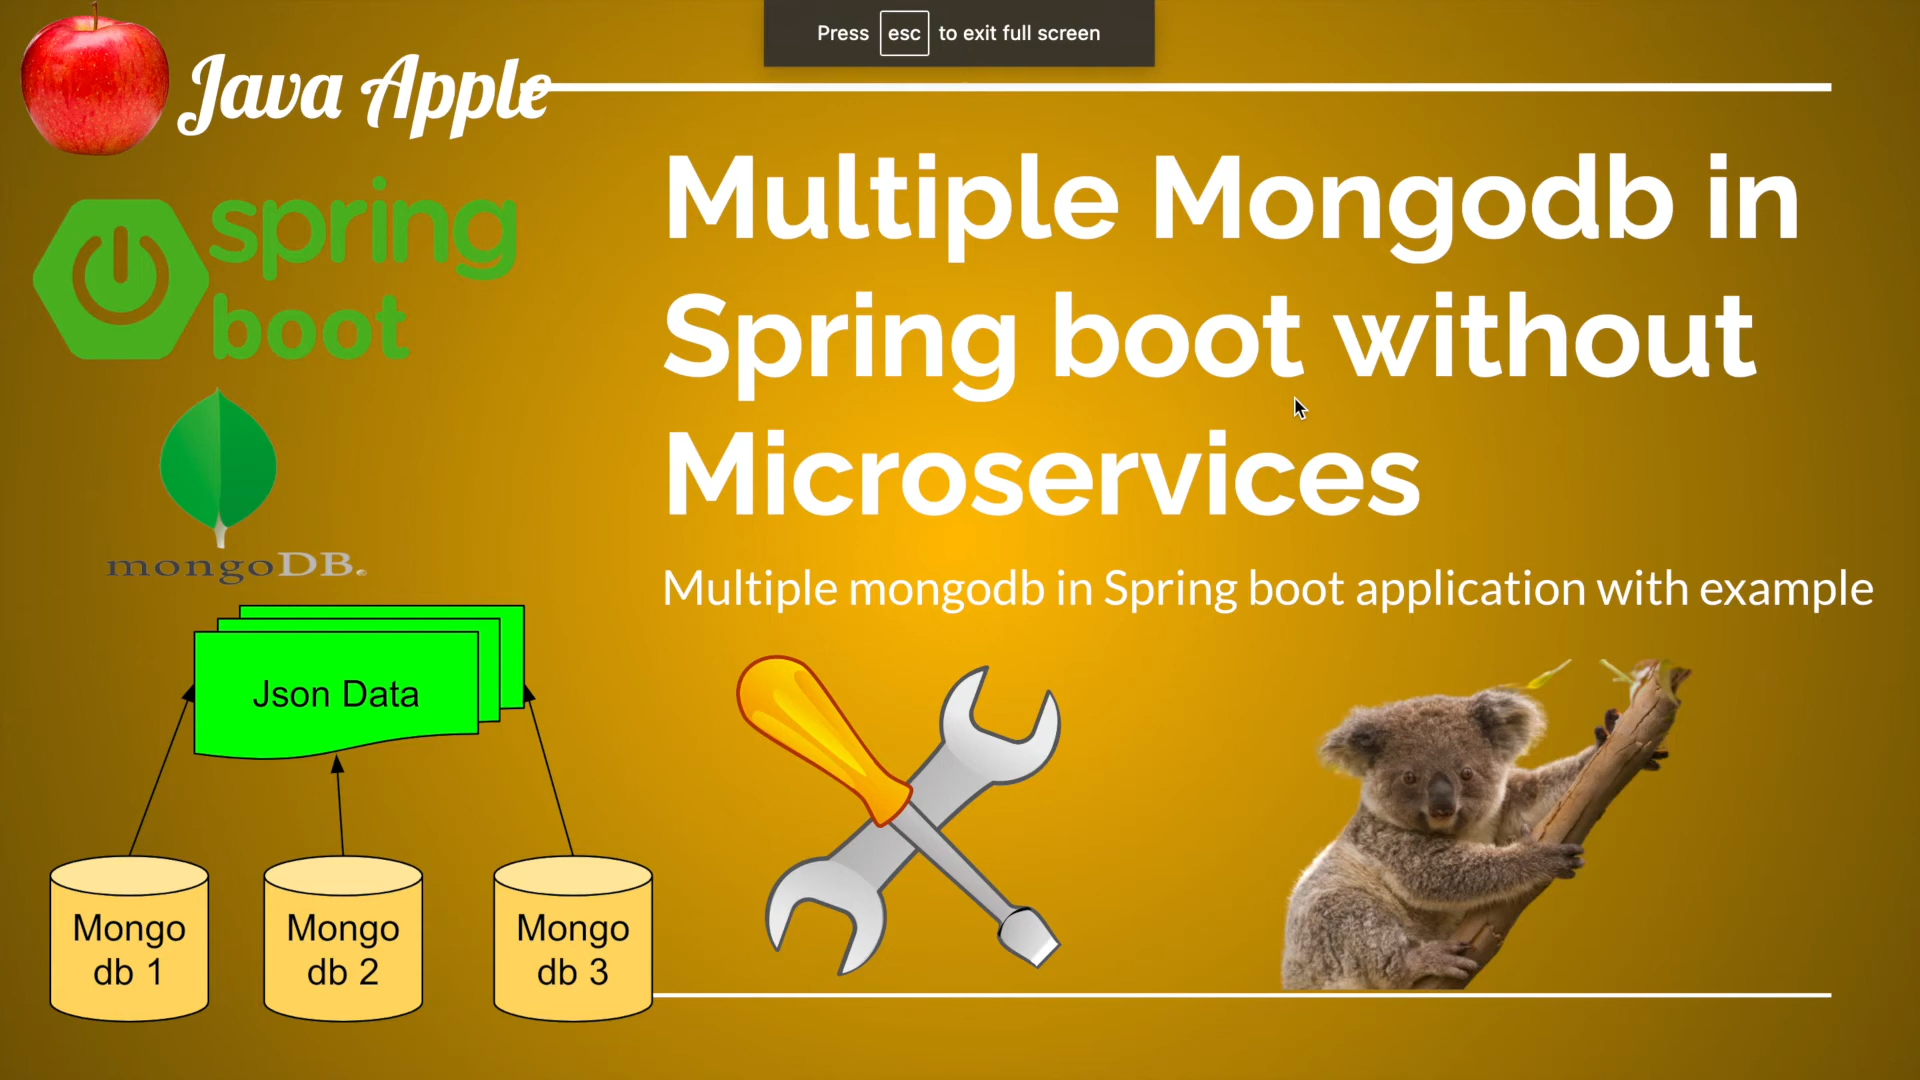 Press esc to exit full screen
Java Apple
Multiple Mongodb in
Spring boot without
Microservices
Multiple mongodb in Spring boot application with example
spring
boot
mongoDB.
Json Data
Mongo
db 1
Mongo
db 2
Mongo
db 3